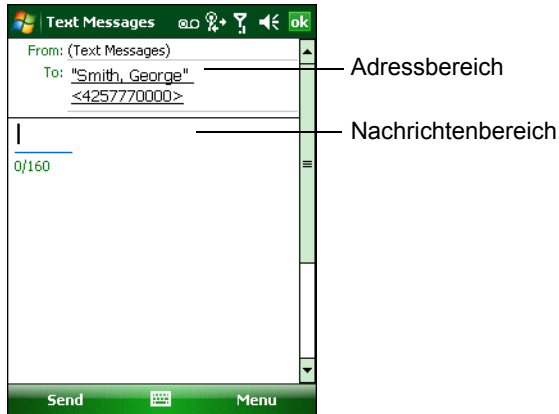 Text Messages ok
From: (Text Messages)
To: "Smith, George"
<4257770000>
Adressbereich
Nachrichtenbereich
0/160
Send Menu